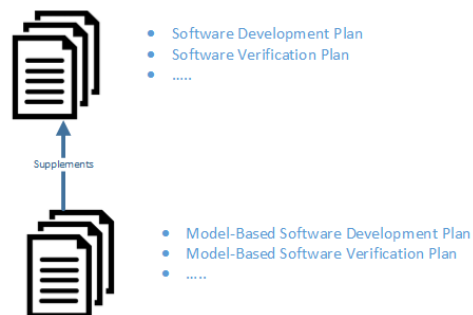 Software Development Plan
Software Verification Plan
.....
Supplements
Model-Based Software Development Plan
Model-Based Software Verification Plan
.....